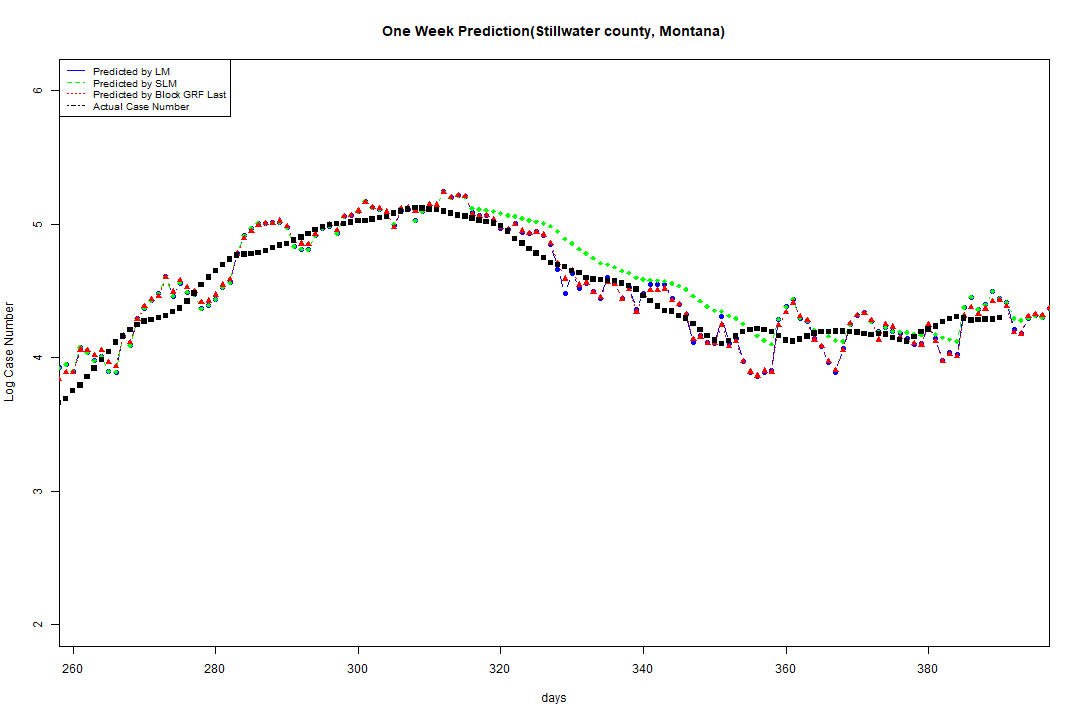 One Week Prediction(Stillwater county, Montana)
Predicted by LM
Predicted by SLM
Predicted by Block GRF Last
Actual Case Number
6
5
4
3
2
Log Case Number
260 280 300 320 340 360 380
days